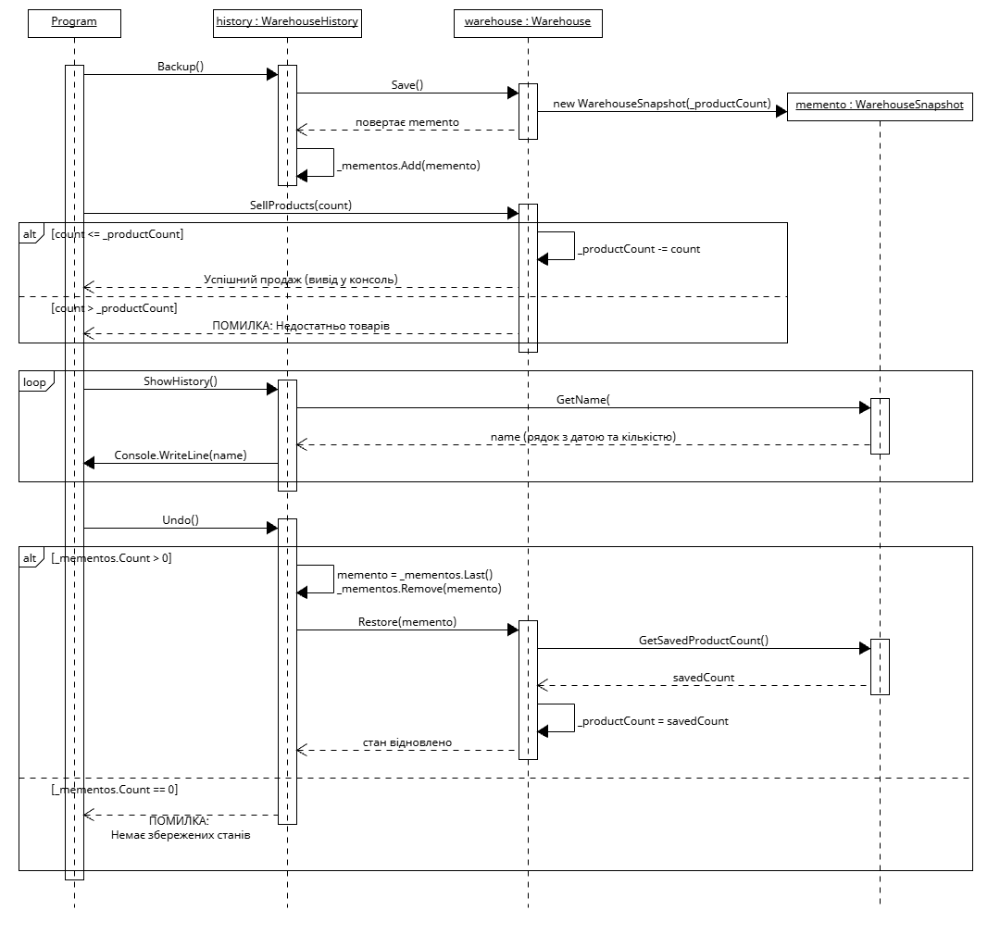 Program
history : WarehouseHistory
warehouse : Warehouse
Backup()
Save()
new WarehouseSnapshot(_productCount)
memento : WarehouseSnapshot
повертає memento
_mementos.Add(memento)
SellProducts(count)
alt
[count <= _productCount]
_productCount -= count
Успішний продаж (вивід у консоль)
[count > _productCount]
ПОМИЛКА: Недостатньо товарів
loop
ShowHistory()
GetName(
name (рядок з датою та кількістю)
Console.WriteLine(name)
Undo()
alt
[_mementos.Count > 0]
memento = _mementos.Last()
_mementos.Remove(memento)
Restore(memento)
GetSavedProductCount()
savedCount
_productCount = savedCount
стан відновлено
[_mementos.Count == 0]
ПОМИЛКА:
Немає збережених станів